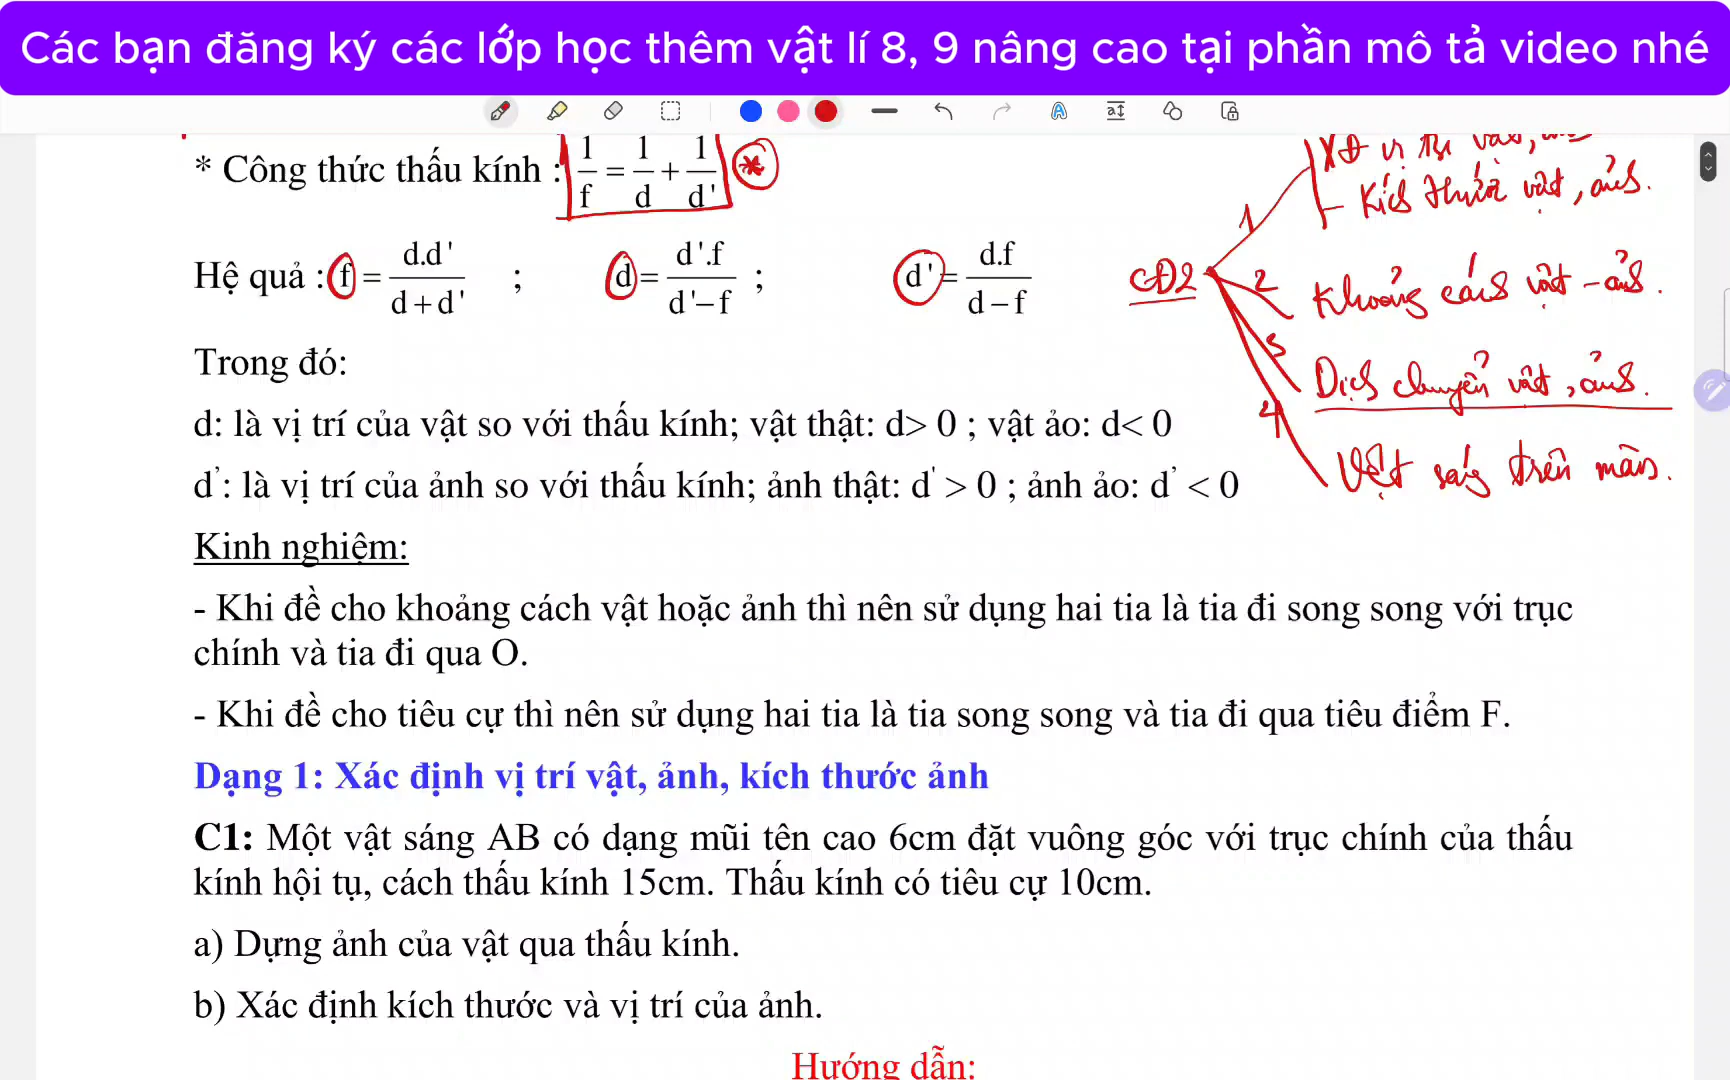 Các bạn đăng ký các lớp học thêm vật lí 8, 9 nâng cao tại phần mô tả video nhé
* Công thức thấu kính : 1/f = 1/d + 1/d' *
XĐ vị trí vật, ảnh
- Kích thước vật, ảnh.
Hệ quả : f = d.d'/(d+d') ; d = d'.f/(d'-f) ; d' = d.f/(d-f)
CĐ2
1
2 Khoảng cách vật - ảnh.
3 Dịch chuyển vật, ảnh.
4 Vệt sáng trên màn.
Trong đó:
d: là vị trí của vật so với thấu kính; vật thật: d> 0 ; vật ảo: d< 0
d': là vị trí của ảnh so với thấu kính; ảnh thật: d' > 0 ; ảnh ảo: d' < 0
Kinh nghiệm:
- Khi đề cho khoảng cách vật hoặc ảnh thì nên sử dụng hai tia là tia đi song song với trục
chính và tia đi qua O.
- Khi đề cho tiêu cự thì nên sử dụng hai tia là tia song song và tia đi qua tiêu điểm F.
Dạng 1: Xác định vị trí vật, ảnh, kích thước ảnh
C1: Một vật sáng AB có dạng mũi tên cao 6cm đặt vuông góc với trục chính của thấu
kính hội tụ, cách thấu kính 15cm. Thấu kính có tiêu cự 10cm.
a) Dựng ảnh của vật qua thấu kính.
b) Xác định kích thước và vị trí của ảnh.
Hướng dẫn: